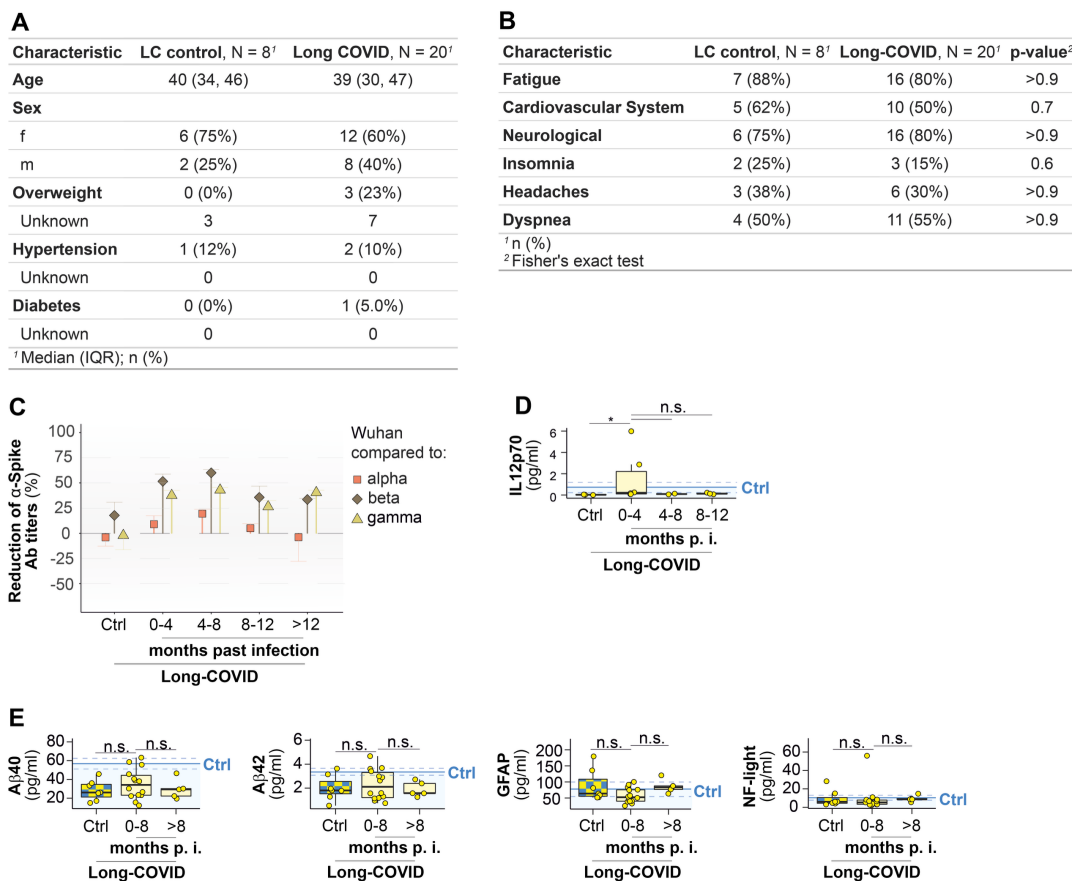 A
Characteristic LC control, N = 8¹ Long COVID, N = 20¹
Age 40 (34, 46) 39 (30, 47)
Sex
f 6 (75%) 12 (60%)
m 2 (25%) 8 (40%)
Overweight 0 (0%) 3 (23%)
Unknown 3 7
Hypertension 1 (12%) 2 (10%)
Unknown 0 0
Diabetes 0 (0%) 1 (5.0%)
Unknown 0 0
¹ Median (IQR); n (%)
B
Characteristic LC control, N = 8¹ Long-COVID, N = 20¹ p-value²
Fatigue 7 (88%) 16 (80%) >0.9
Cardiovascular System 5 (62%) 10 (50%) 0.7
Neurological 6 (75%) 16 (80%) >0.9
Insomnia 2 (25%) 3 (15%) 0.6
Headaches 3 (38%) 6 (30%) >0.9
Dyspnea 4 (50%) 11 (55%) >0.9
¹ n (%)
² Fisher's exact test
C
Reduction of α-Spike
Ab titers (%)
100
75
50
25
0
-25
-50
Ctrl 0-4 4-8 8-12 >12
months past infection
Long-COVID
Wuhan
compared to:
alpha
beta
gamma
D
IL12p70
(pg/ml)
6
4
2
0
* n.s.
Ctrl
Ctrl 0-4 4-8 8-12
months p. i.
Long-COVID
E
Aβ40
(pg/ml)
80
60
40
20
n.s. n.s.
Ctrl
Ctrl 0-8 >8
months p. i.
Long-COVID
Aβ42
(pg/ml)
6
4
2
n.s. n.s.
Ctrl
Ctrl 0-8 >8
months p. i.
Long-COVID
GFAP
(pg/ml)
200
150
100
50
n.s. n.s.
Ctrl
Ctrl 0-8 >8
months p. i.
Long-COVID
NF-light
(pg/ml)
60
40
20
0
n.s. n.s.
Ctrl
Ctrl 0-8 >8
months p. i.
Long-COVID